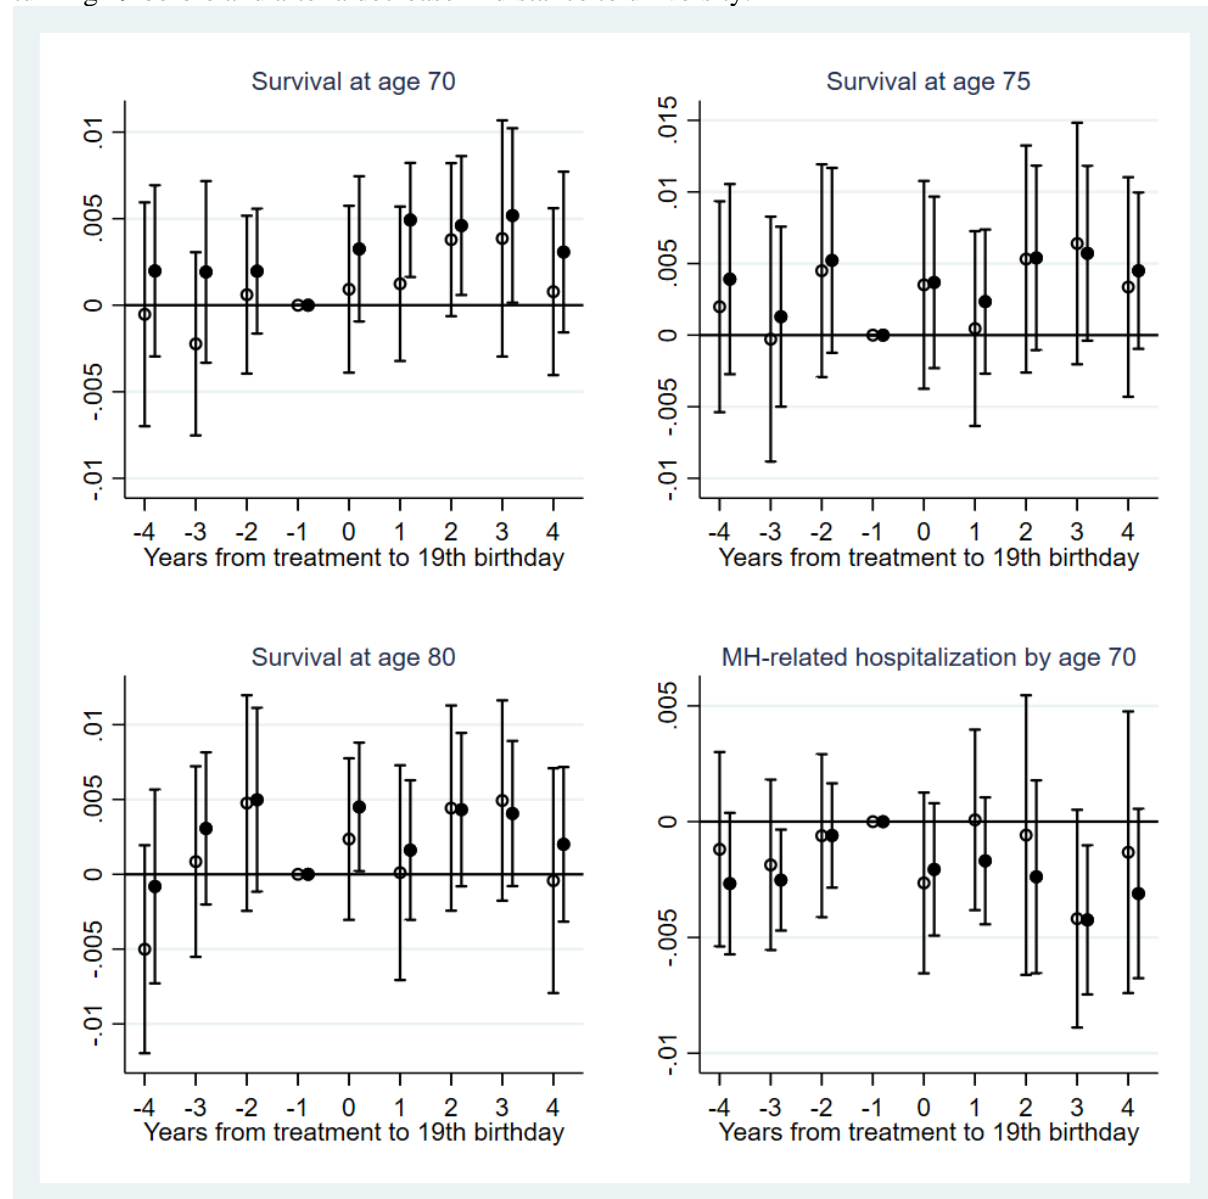 Survival at age 70
.01
.005
0
-.005
-.01
-4 -3 -2 -1 0 1 2 3 4
Years from treatment to 19th birthday
Survival at age 75
.015
.01
.005
0
-.005
-.01
-4 -3 -2 -1 0 1 2 3 4
Years from treatment to 19th birthday
Survival at age 80
.01
.005
0
-.005
-.01
-4 -3 -2 -1 0 1 2 3 4
Years from treatment to 19th birthday
MH-related hospitalization by age 70
.005
0
-.005
-.01
-4 -3 -2 -1 0 1 2 3 4
Years from treatment to 19th birthday